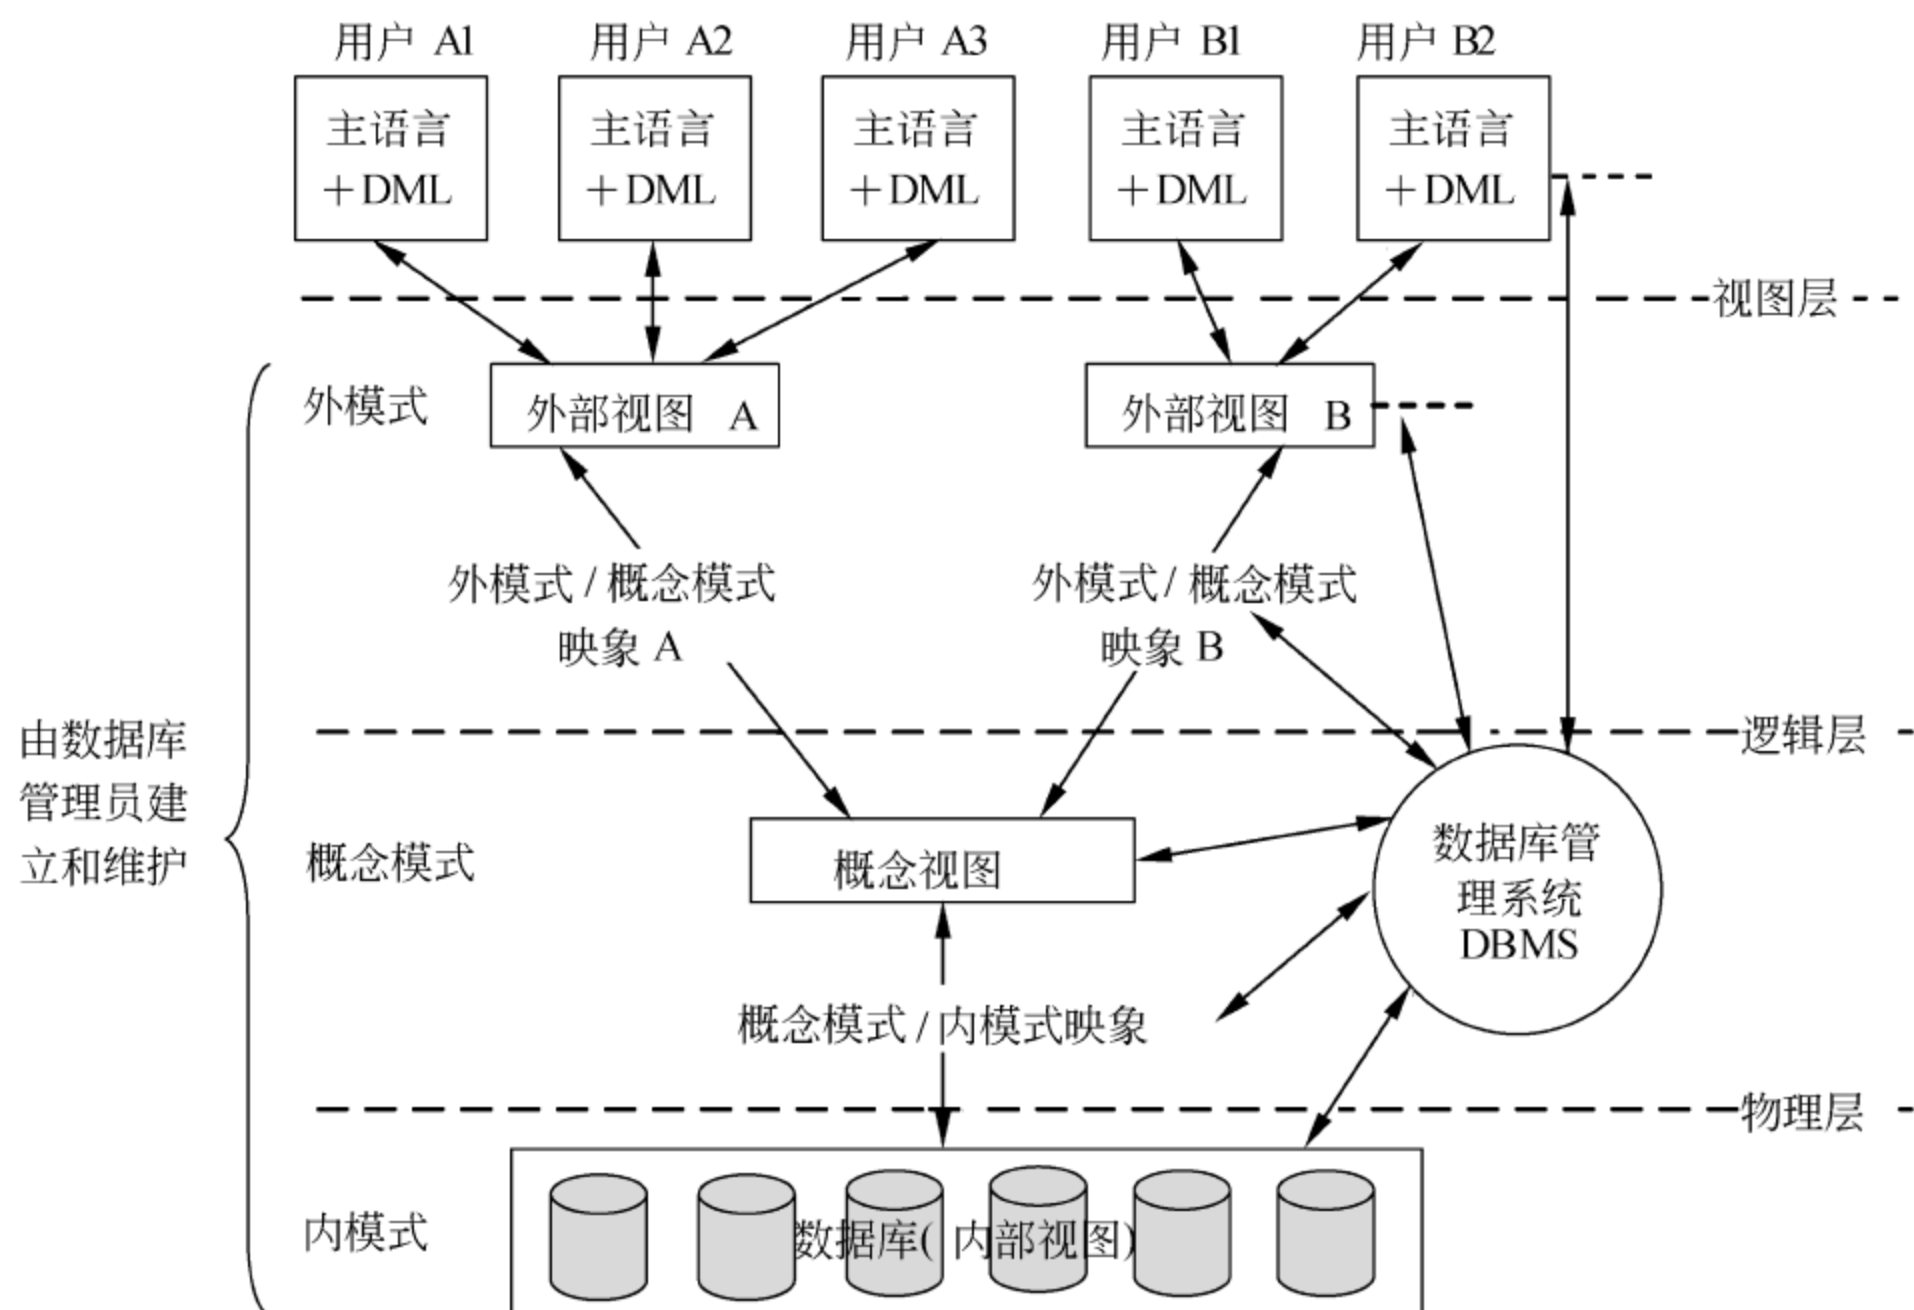 用户 A1
用户 A2
用户 A3
用户 B1
用户 B2
主语言
+DML
主语言
+DML
主语言
+DML
主语言
+DML
主语言
+DML
视图层
外模式
外部视图 A
外部视图 B
外模式 / 概念模式
映象 A
外模式 / 概念模式
映象 B
逻辑层
由数据库
管理员建
立和维护
概念模式
概念视图
数据库管
理系统
DBMS
概念模式 / 内模式映象
物理层
内模式
数据库( 内部视图)